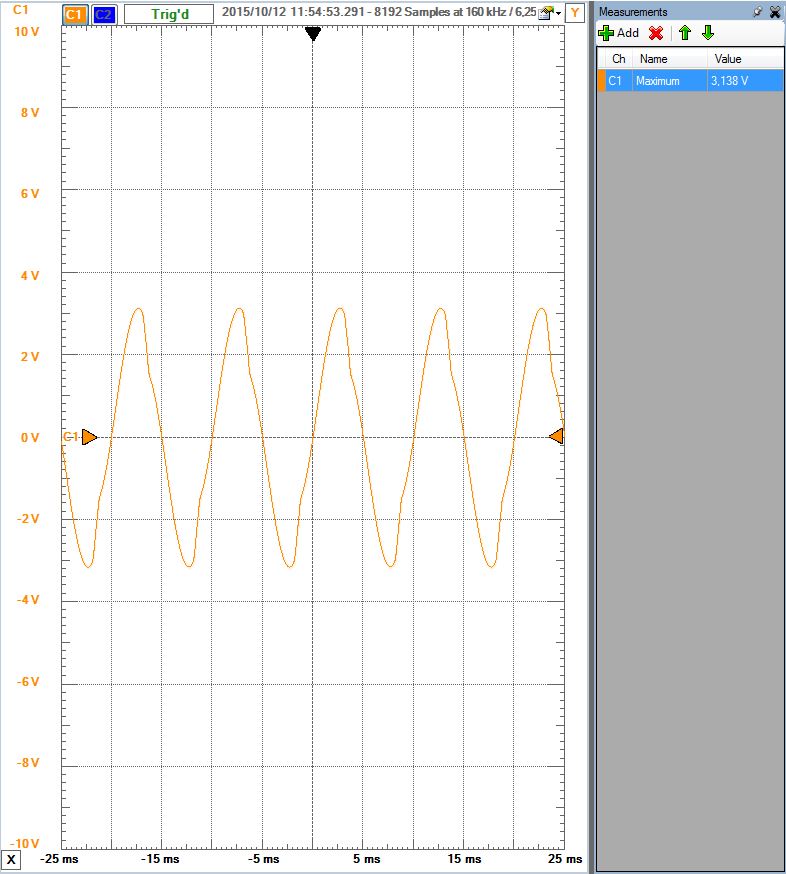 C1 C1 C2 Trig'd 2015/10/12 11:54:53.291 - 8192 Samples at 160 kHz / 6,25 Y
10 V
8 V
6 V
4 V
2 V
C1 0 V
-2 V
-4 V
-6 V
-8 V
-10 V
X -25 ms -15 ms -5 ms 5 ms 15 ms 25 ms
Measurements
Add
Ch Name Value
C1 Maximum 3,138 V